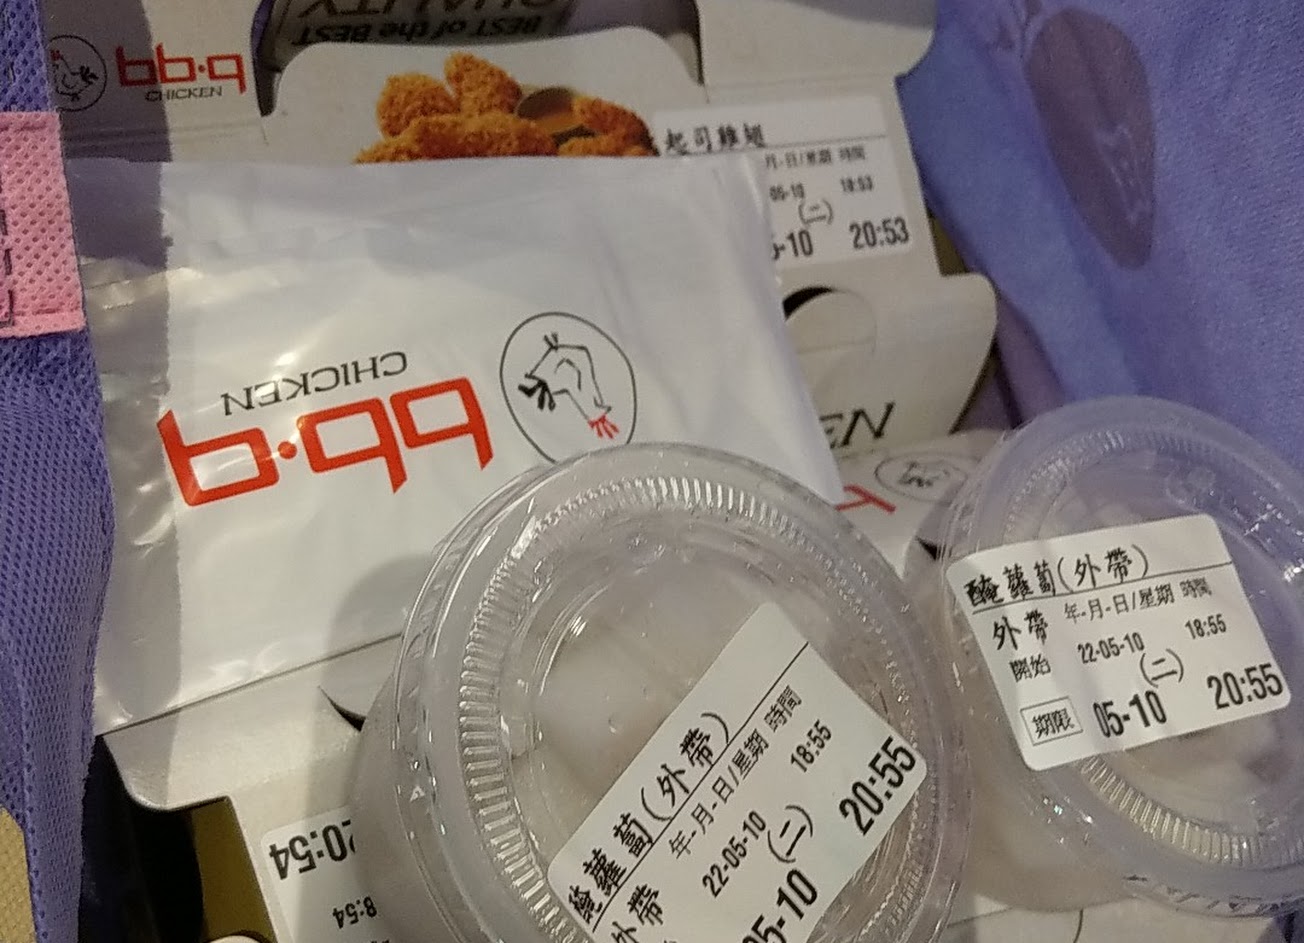 BEST of the BEST
QUALITY
bb.q
CHICKEN
起司雞翅
月-日/星期 時間
05-10 18:53
(二)
-10 20:53
bb.q
CHICKEN
醃蘿蔔(外帶)
外帶 年-月-日/星期 時間
開始 22-05-10 18:55
(二)
期限 05-10 20:55
醃蘿蔔(外帶)
外帶 年-月-日/星期 時間
22-05-10 18:55
(二)
05-10 20:55
20:54
8:54